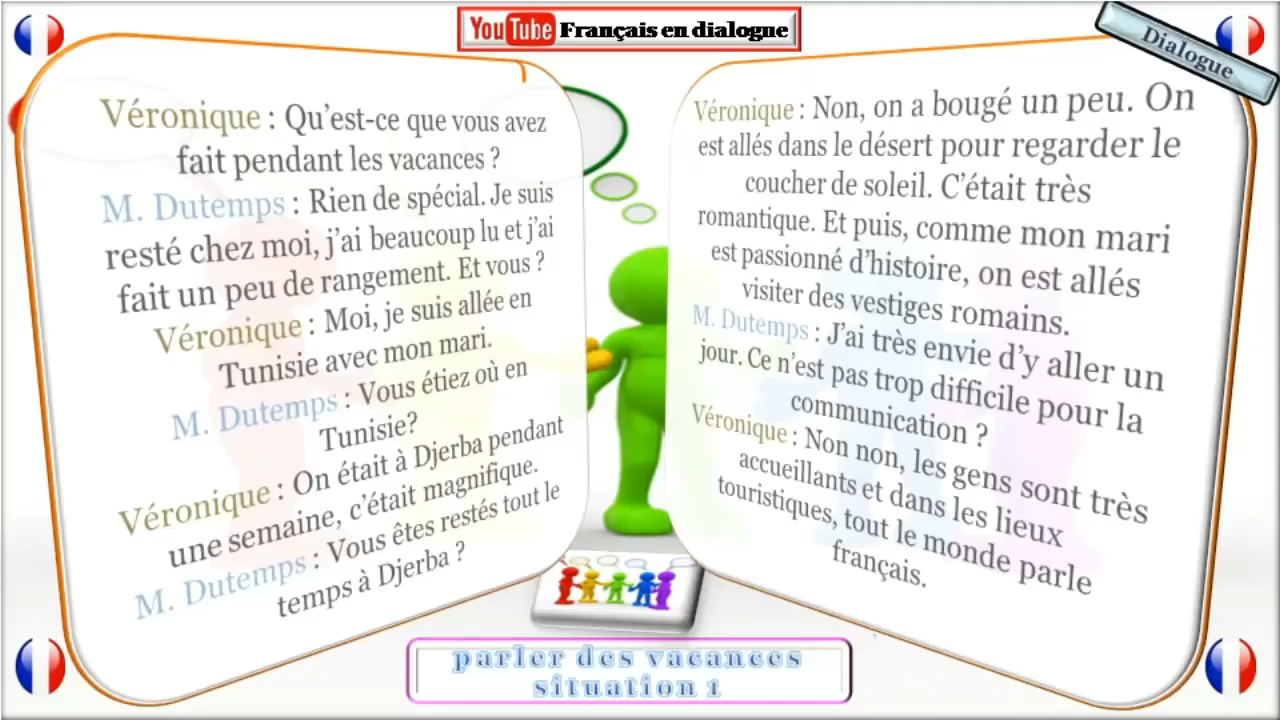 YouTube Français en dialogue
Dialogue
Véronique : Qu'est-ce que vous avez
fait pendant les vacances ?
M. Dutemps : Rien de spécial. Je suis
resté chez moi, j'ai beaucoup lu et j'ai
fait un peu de rangement. Et vous ?
Véronique : Moi, je suis allée en
Tunisie avec mon mari.
M. Dutemps : Vous étiez où en
Tunisie?
Véronique : On était à Djerba pendant
une semaine, c'était magnifique.
M. Dutemps : Vous êtes restés tout le
temps à Djerba ?
Véronique : Non, on a bougé un peu. On
est allés dans le désert pour regarder le
coucher de soleil. C'était très
romantique. Et puis, comme mon mari
est passionné d'histoire, on est allés
visiter des vestiges romains.
M. Dutemps : J'ai très envie d'y aller un
jour. Ce n'est pas trop difficile pour la
communication ?
Véronique : Non non, les gens sont très
accueillants et dans les lieux
touristiques, tout le monde parle
français.
parler des vacances
situation 1